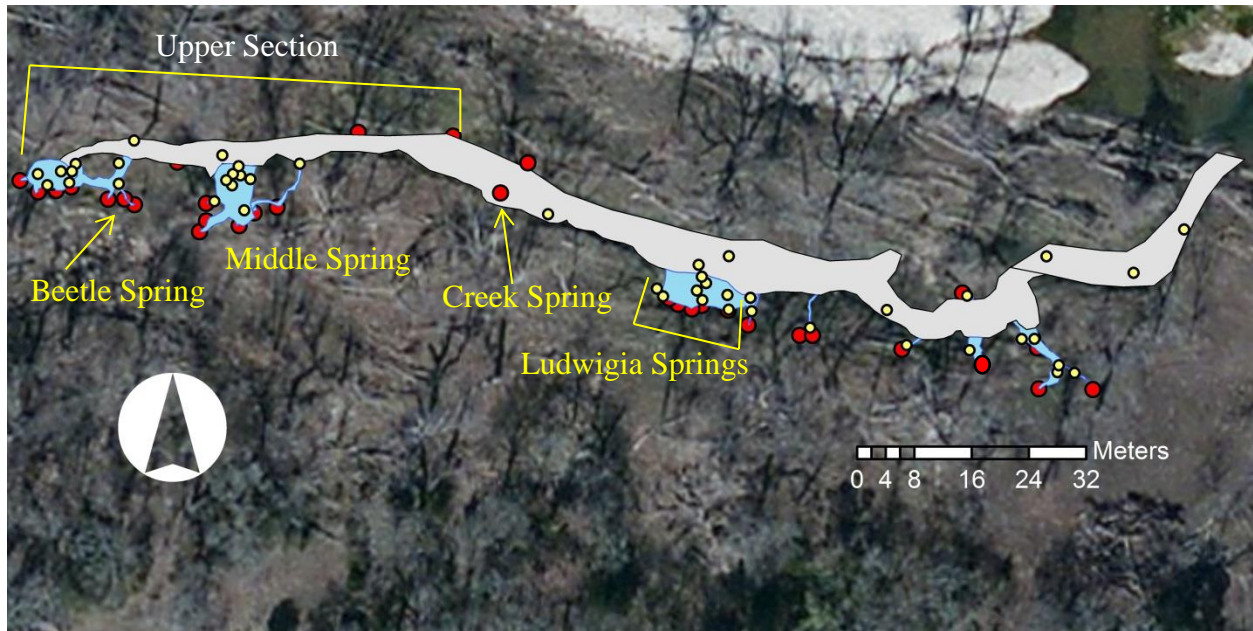 Upper Section
Middle Spring
Beetle Spring
Creek Spring
Ludwigia Springs
Meters
0 4 8 16 24 32